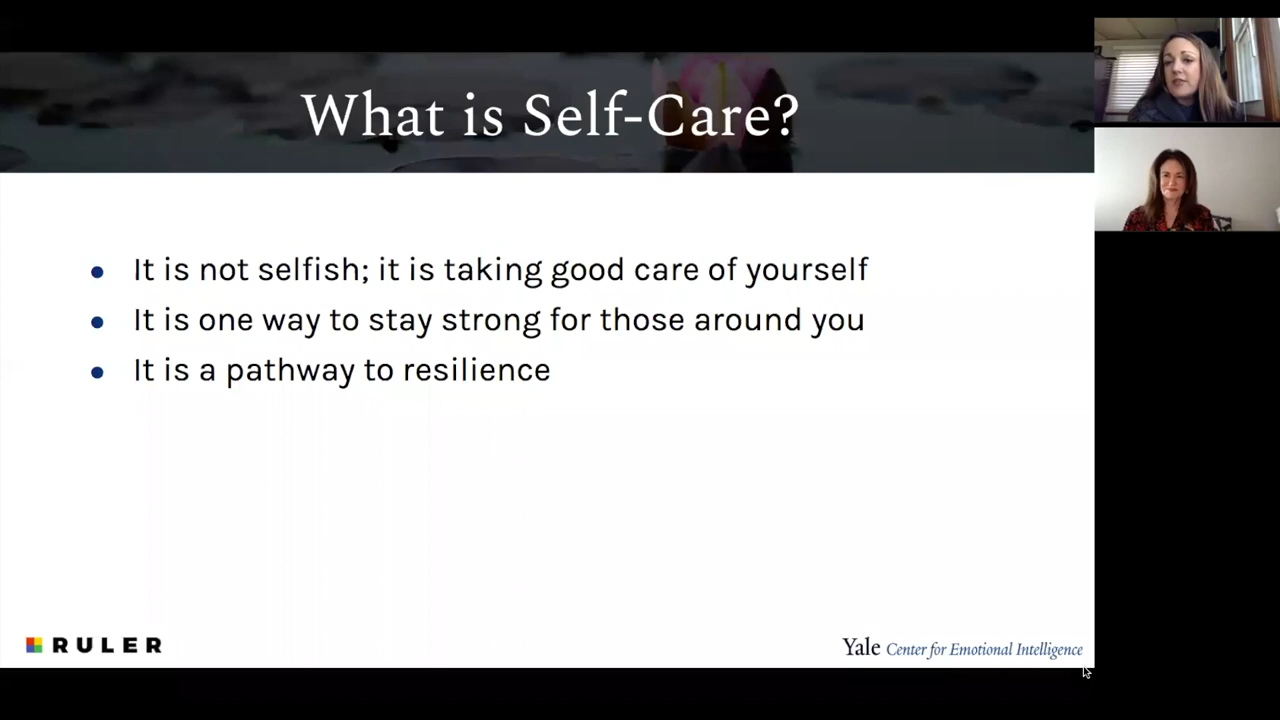 What is Self-Care?
It is not selfish; it is taking good care of yourself
It is one way to stay strong for those around you
It is a pathway to resilience
RULER
Yale Center for Emotional Intelligence